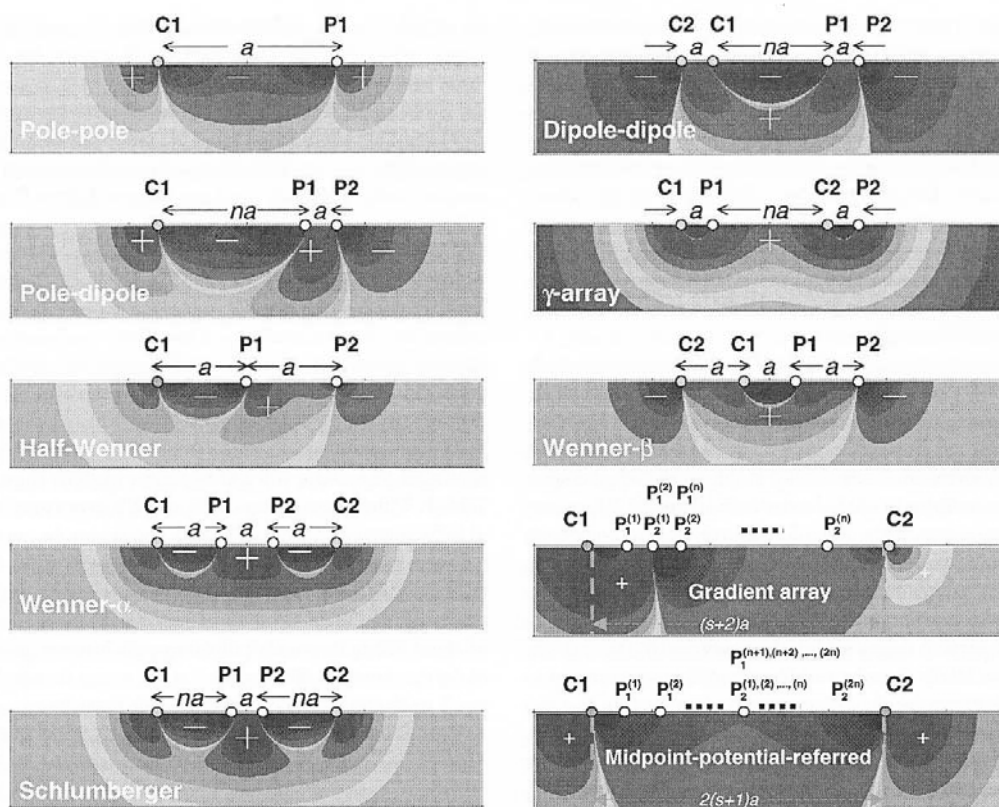 C1 P1
a
+ − +
Pole-pole
C1 P1 P2
na a
+ − + −
Pole-dipole
C1 P1 P2
a a
− + −
Half-Wenner
C1 P1 P2 C2
a a a
− + −
Wenner-α
C1 P1 P2 C2
na a na
− + −
Schlumberger
C2 C1 P1 P2
a na a
− − −
+
Dipole-dipole
C1 P1 C2 P2
a na a
+
γ-array
C2 C1 P1 P2
a a a
− + −
Wenner-β
P₁⁽²⁾ P₁⁽ⁿ⁾
C1 P₁⁽¹⁾ P₂⁽¹⁾ P₂⁽²⁾ P₂⁽ⁿ⁾ C2
+ +
Gradient array
(s+2)a
P₁⁽ⁿ⁺¹⁾,⁽ⁿ⁺²⁾,...,⁽²ⁿ⁾
C1 P₁⁽¹⁾ P₁⁽²⁾ P₂⁽¹⁾,⁽²⁾,...,⁽ⁿ⁾ P₂⁽²ⁿ⁾ C2
+ +
Midpoint-potential-referred
2(s+1)a